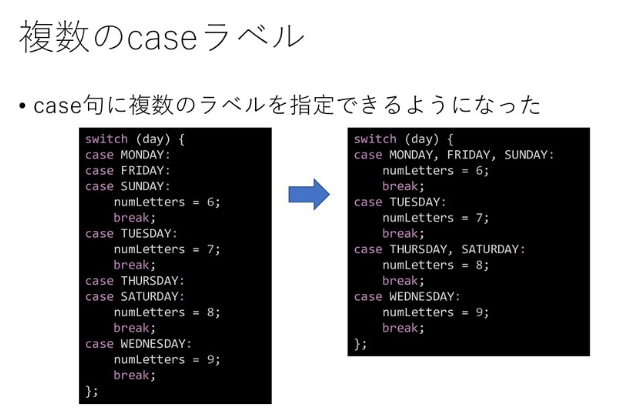 複数のcaseラベル
• case句に複数のラベルを指定できるようになった
switch (day) {
case MONDAY:
case FRIDAY:
case SUNDAY:
    numLetters = 6;
    break;
case TUESDAY:
    numLetters = 7;
    break;
case THURSDAY:
case SATURDAY:
    numLetters = 8;
    break;
case WEDNESDAY:
    numLetters = 9;
    break;
};
switch (day) {
case MONDAY, FRIDAY, SUNDAY:
    numLetters = 6;
    break;
case TUESDAY:
    numLetters = 7;
    break;
case THURSDAY, SATURDAY:
    numLetters = 8;
    break;
case WEDNESDAY:
    numLetters = 9;
    break;
};